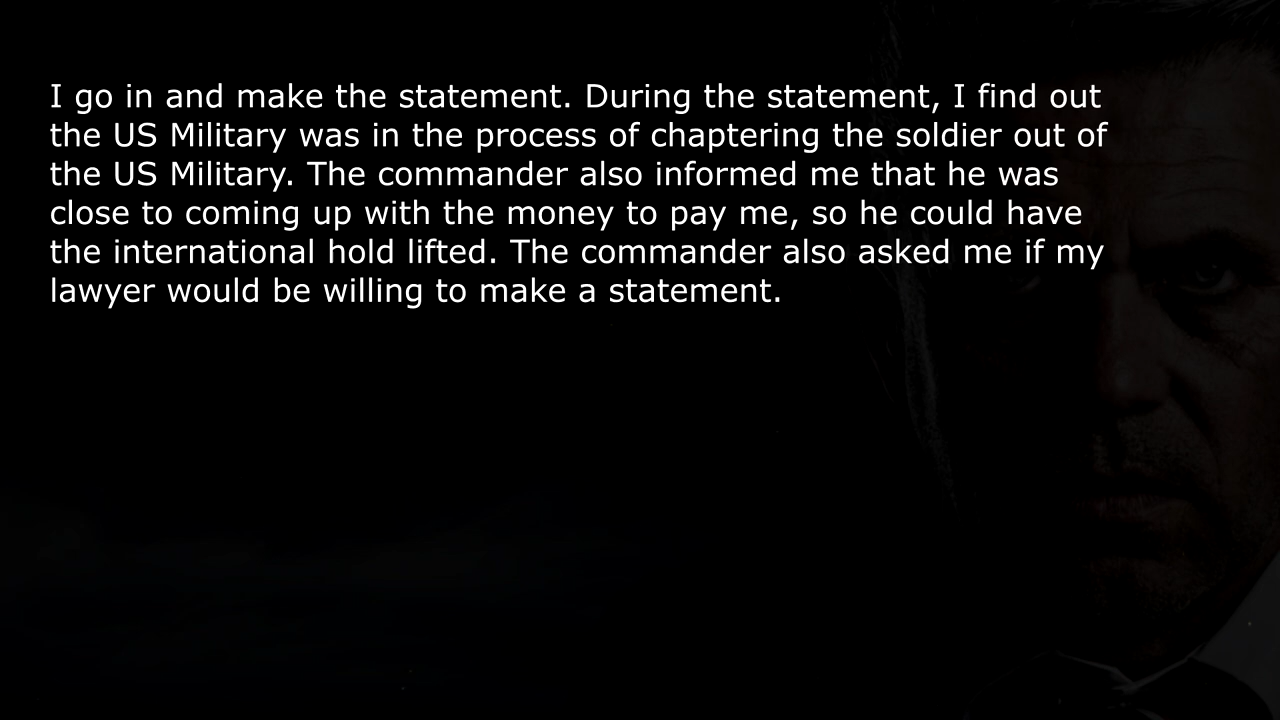 I go in and make the statement. During the statement, I find out
the US Military was in the process of chaptering the soldier out of
the US Military. The commander also informed me that he was
close to coming up with the money to pay me, so he could have
the international hold lifted. The commander also asked me if my
lawyer would be willing to make a statement.